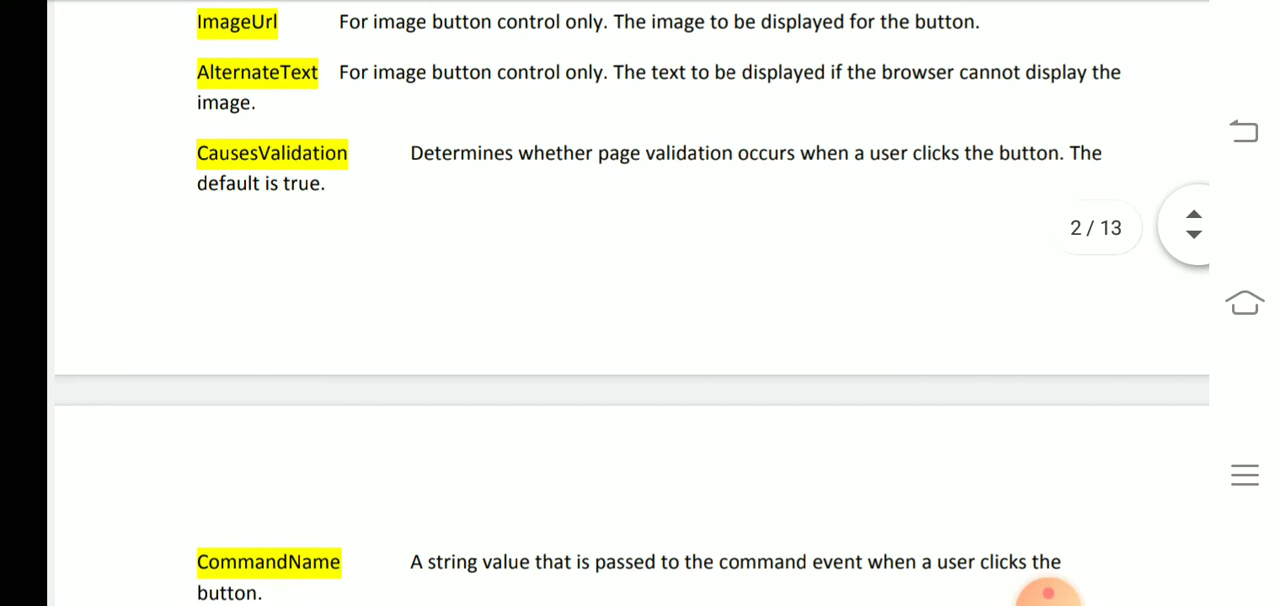 ImageUrl For image button control only. The image to be displayed for the button.
AlternateText For image button control only. The text to be displayed if the browser cannot display the
image.
CausesValidation Determines whether page validation occurs when a user clicks the button. The
default is true.
2 / 13
CommandName A string value that is passed to the command event when a user clicks the
button.